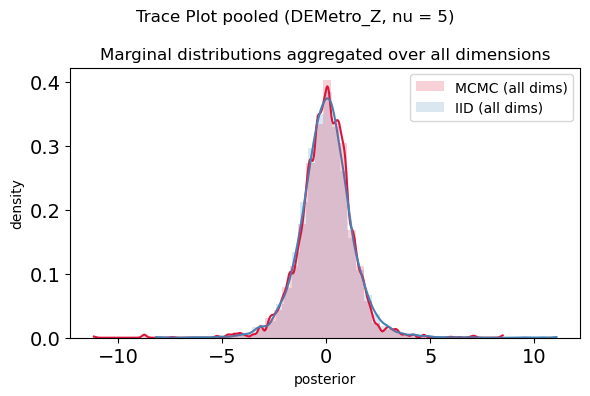 Trace Plot pooled (DEMetro_Z, nu = 5)
Marginal distributions aggregated over all dimensions
MCMC (all dims)
IID (all dims)
density
0.4
0.3
0.2
0.1
0.0
−10
−5
0
5
10
posterior